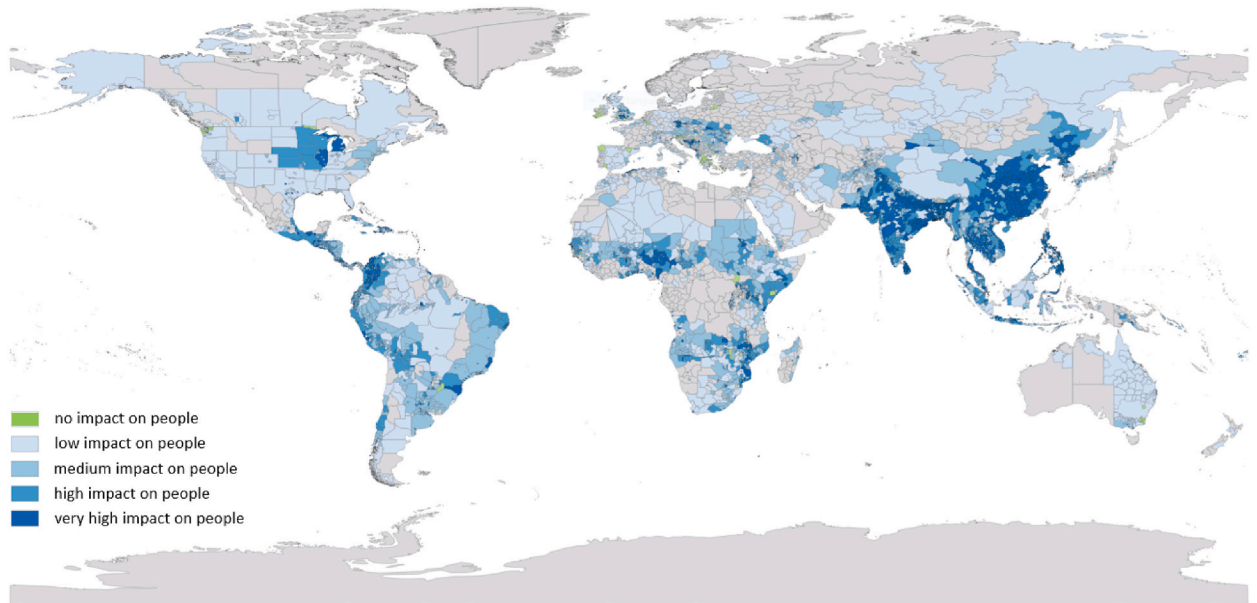 no impact on people
low impact on people
medium impact on people
high impact on people
very high impact on people